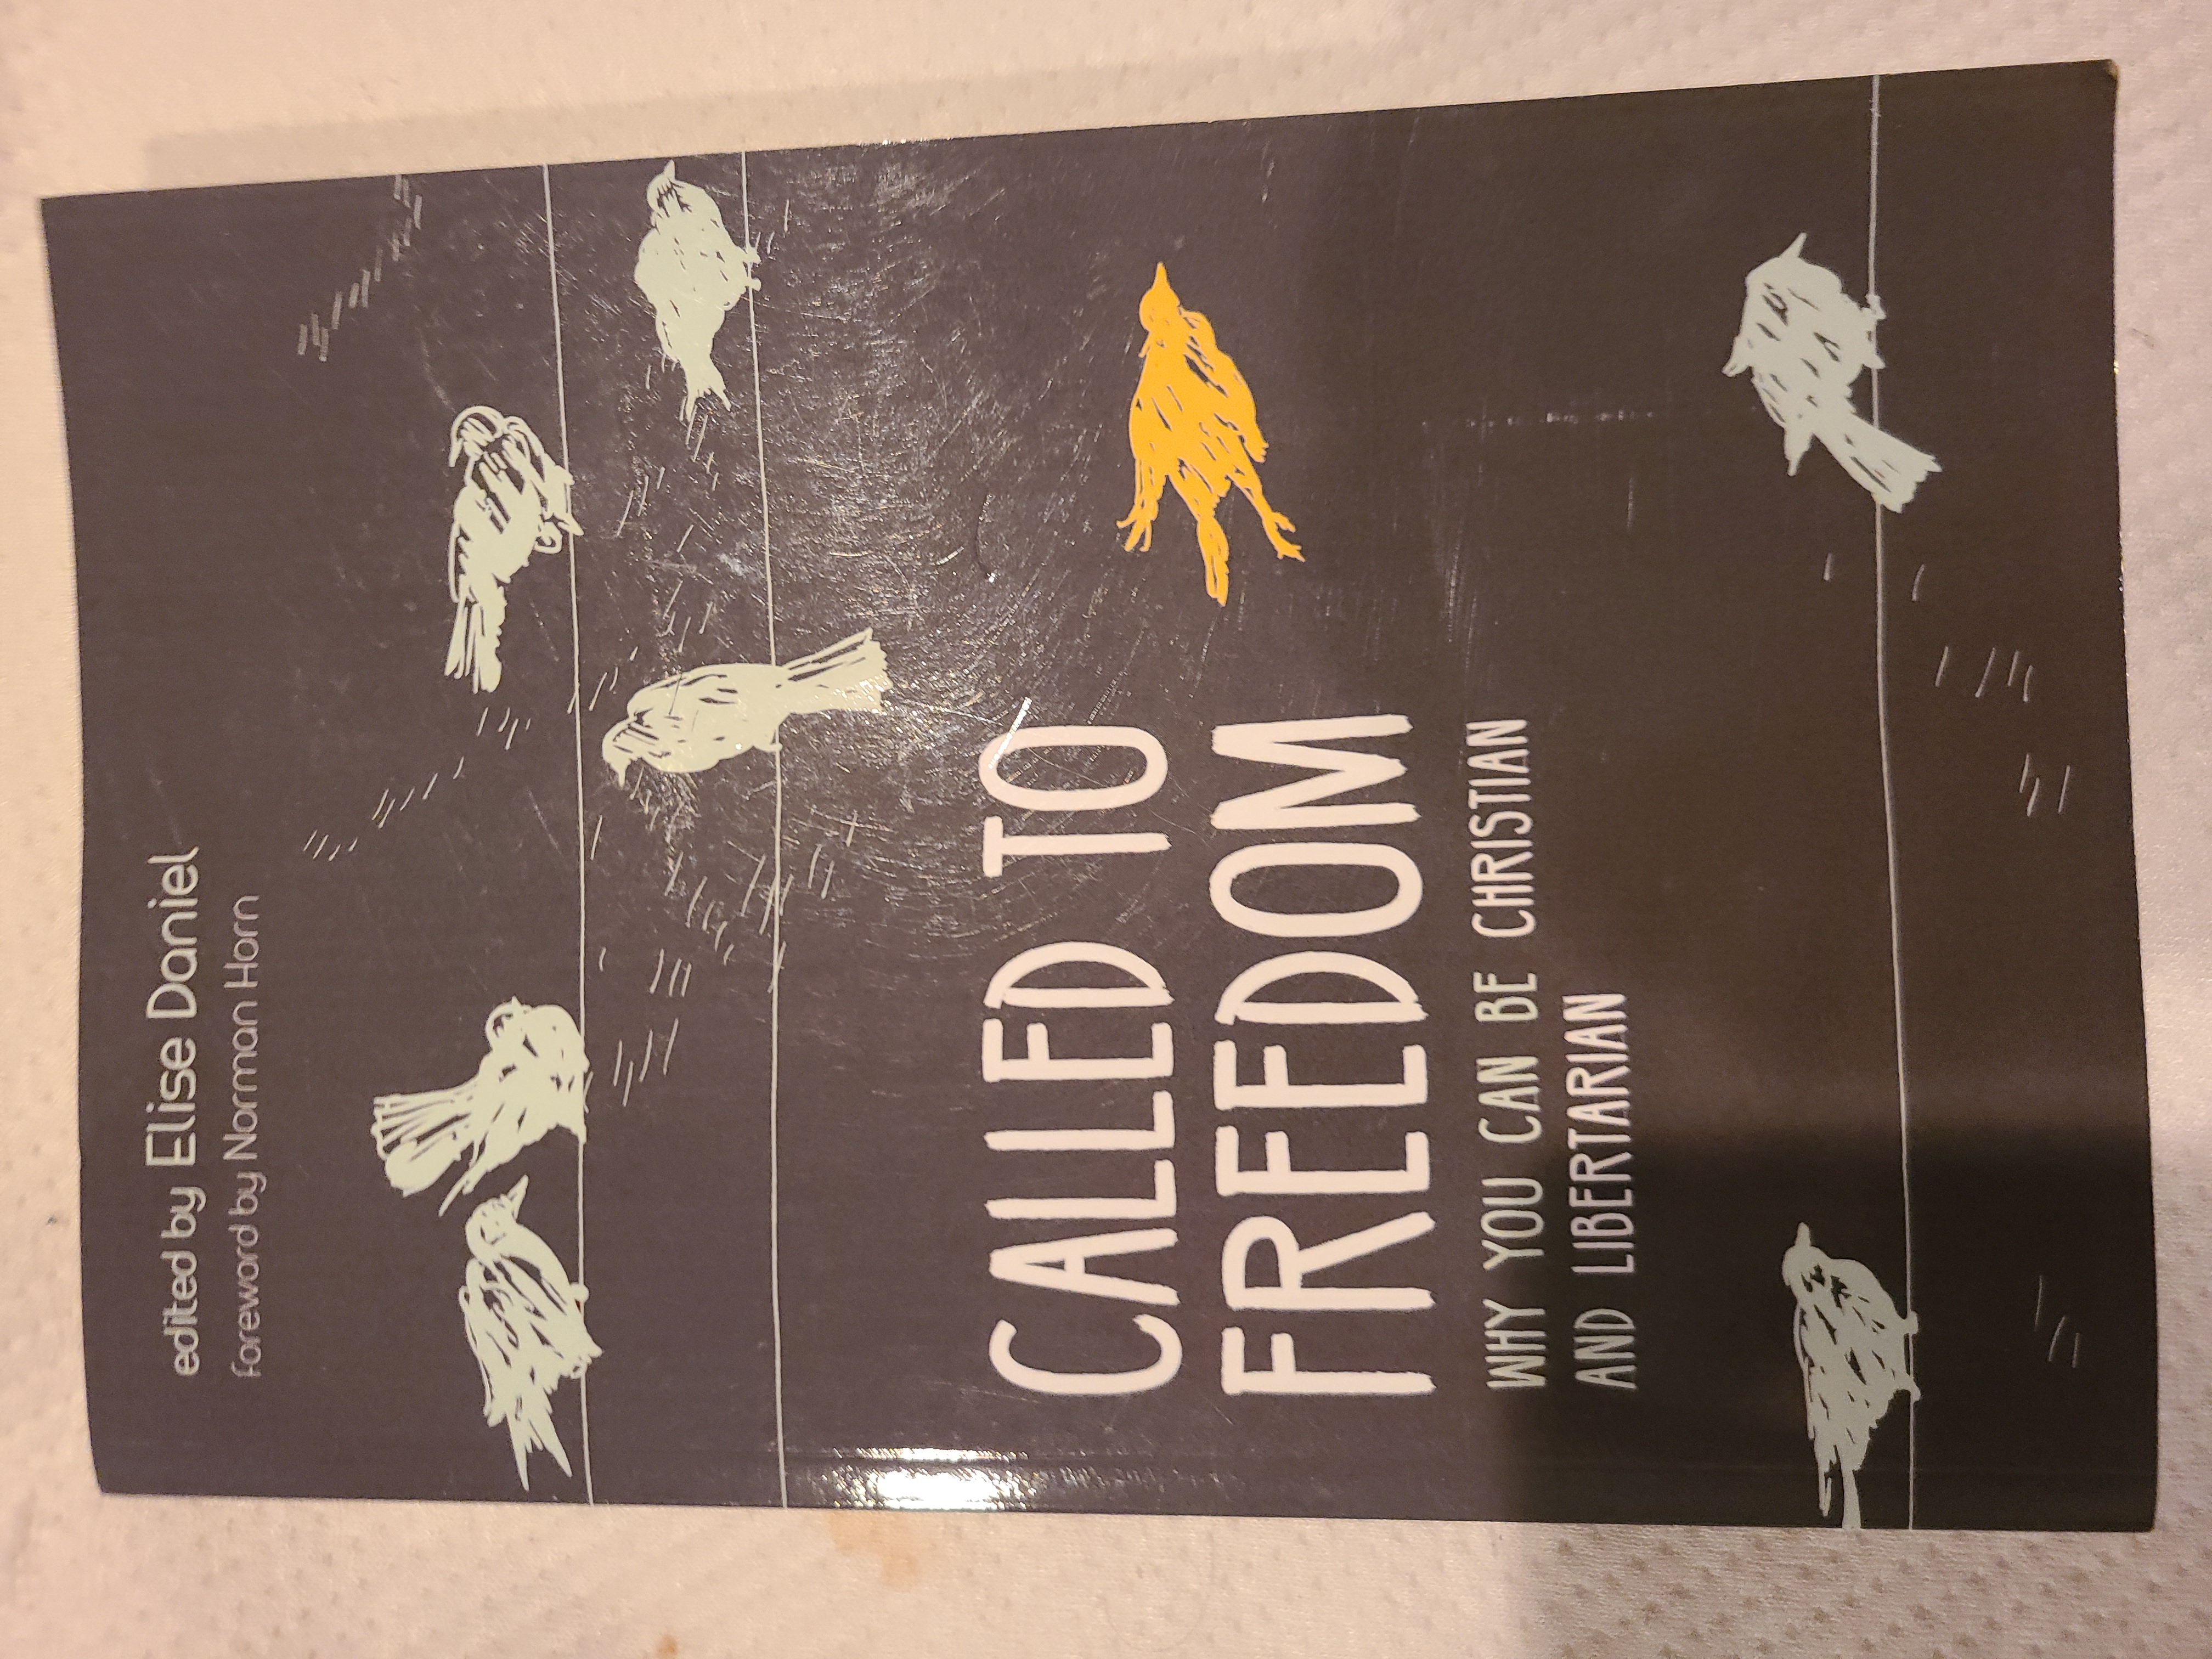 edited by Elise Daniel
foreword by Norman Horn
CALLED TO
FREEDOM
WHY YOU CAN BE CHRISTIAN
AND LIBERTARIAN